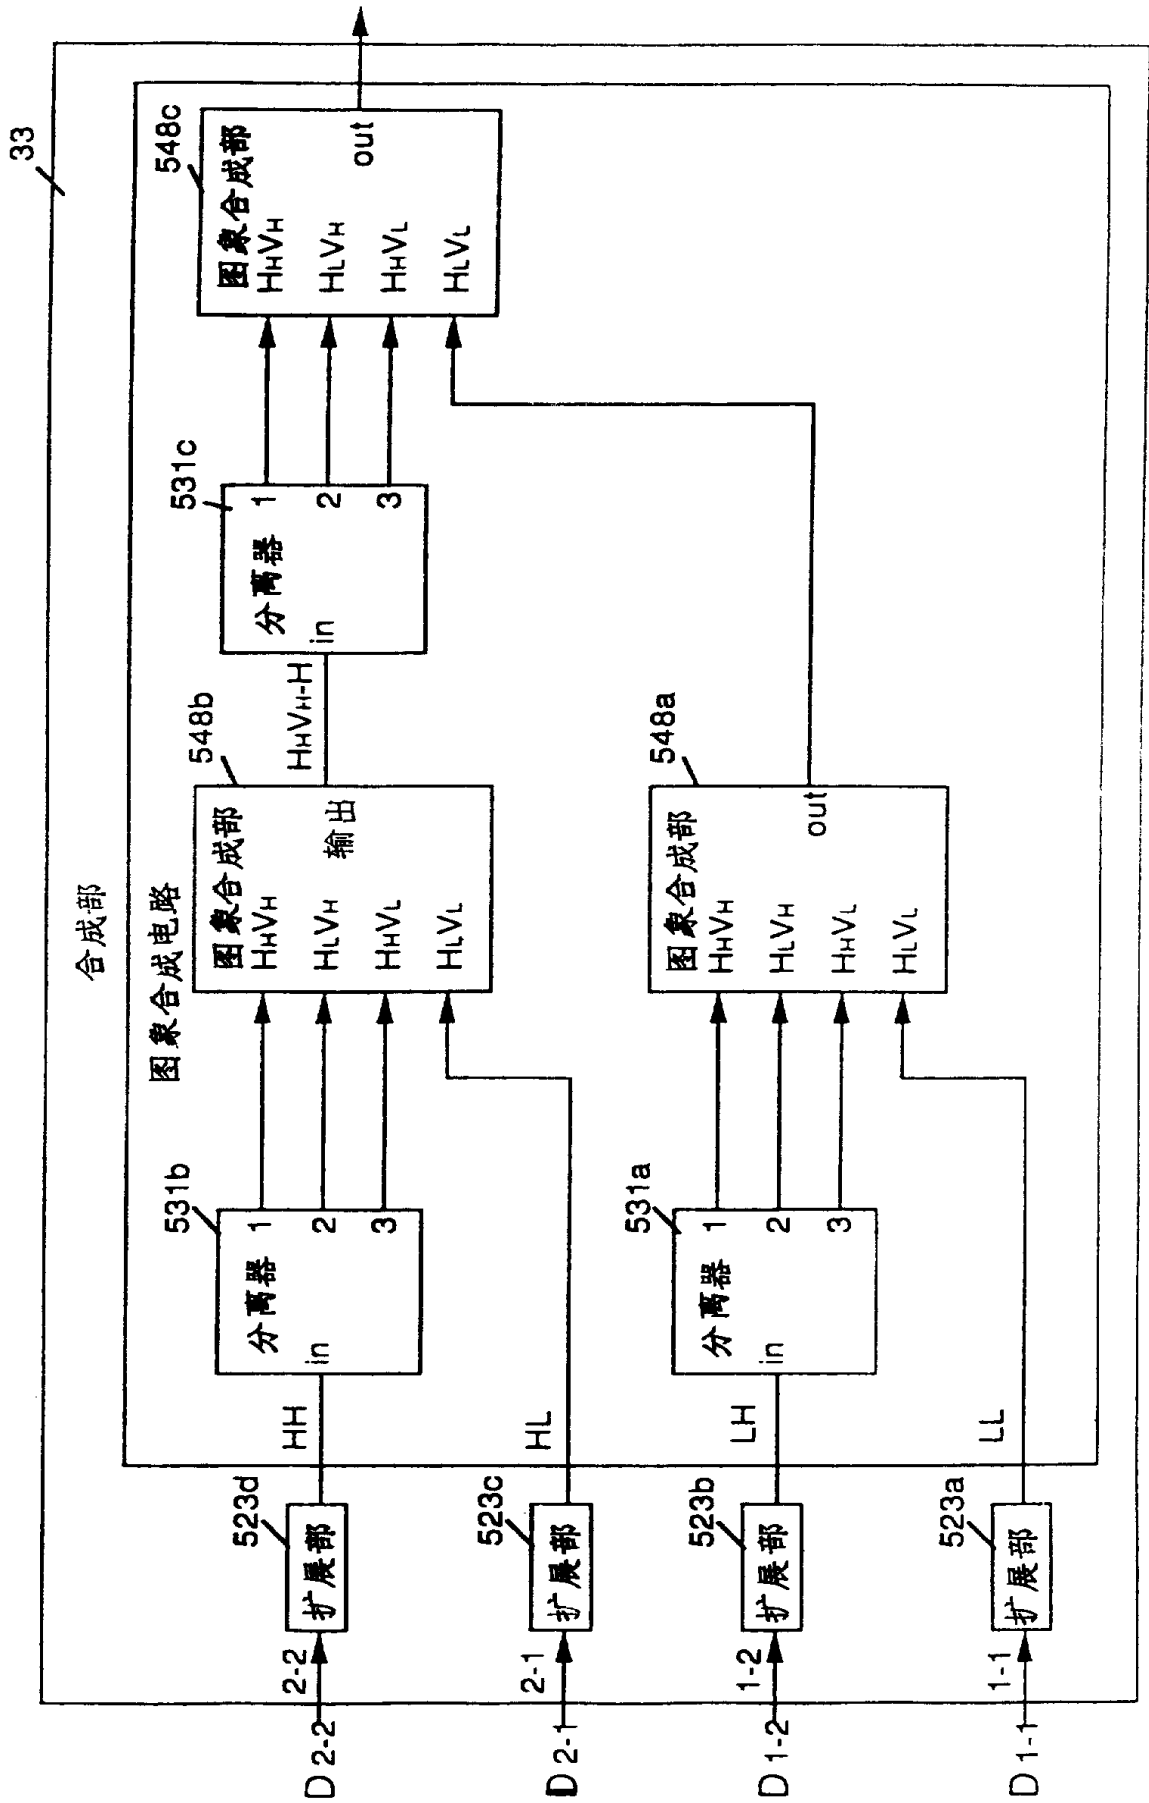 33
合成部
图象合成电路
D2-2
2-2
523d
扩展部
HH
531b
分离器
in
1
2
3
548b
图象合成部
HHVH
HLVH
HHVL
HLVL
输出
HHVH-H
531c
分离器
in
1
2
3
548c
图象合成部
HHVH
HLVH
HHVL
HLVL
out
D2-1
2-1
523c
扩展部
HL
D1-2
1-2
523b
扩展部
LH
531a
分离器
in
1
2
3
548a
图象合成部
HHVH
HLVH
HHVL
HLVL
out
D1-1
1-1
523a
扩展部
LL